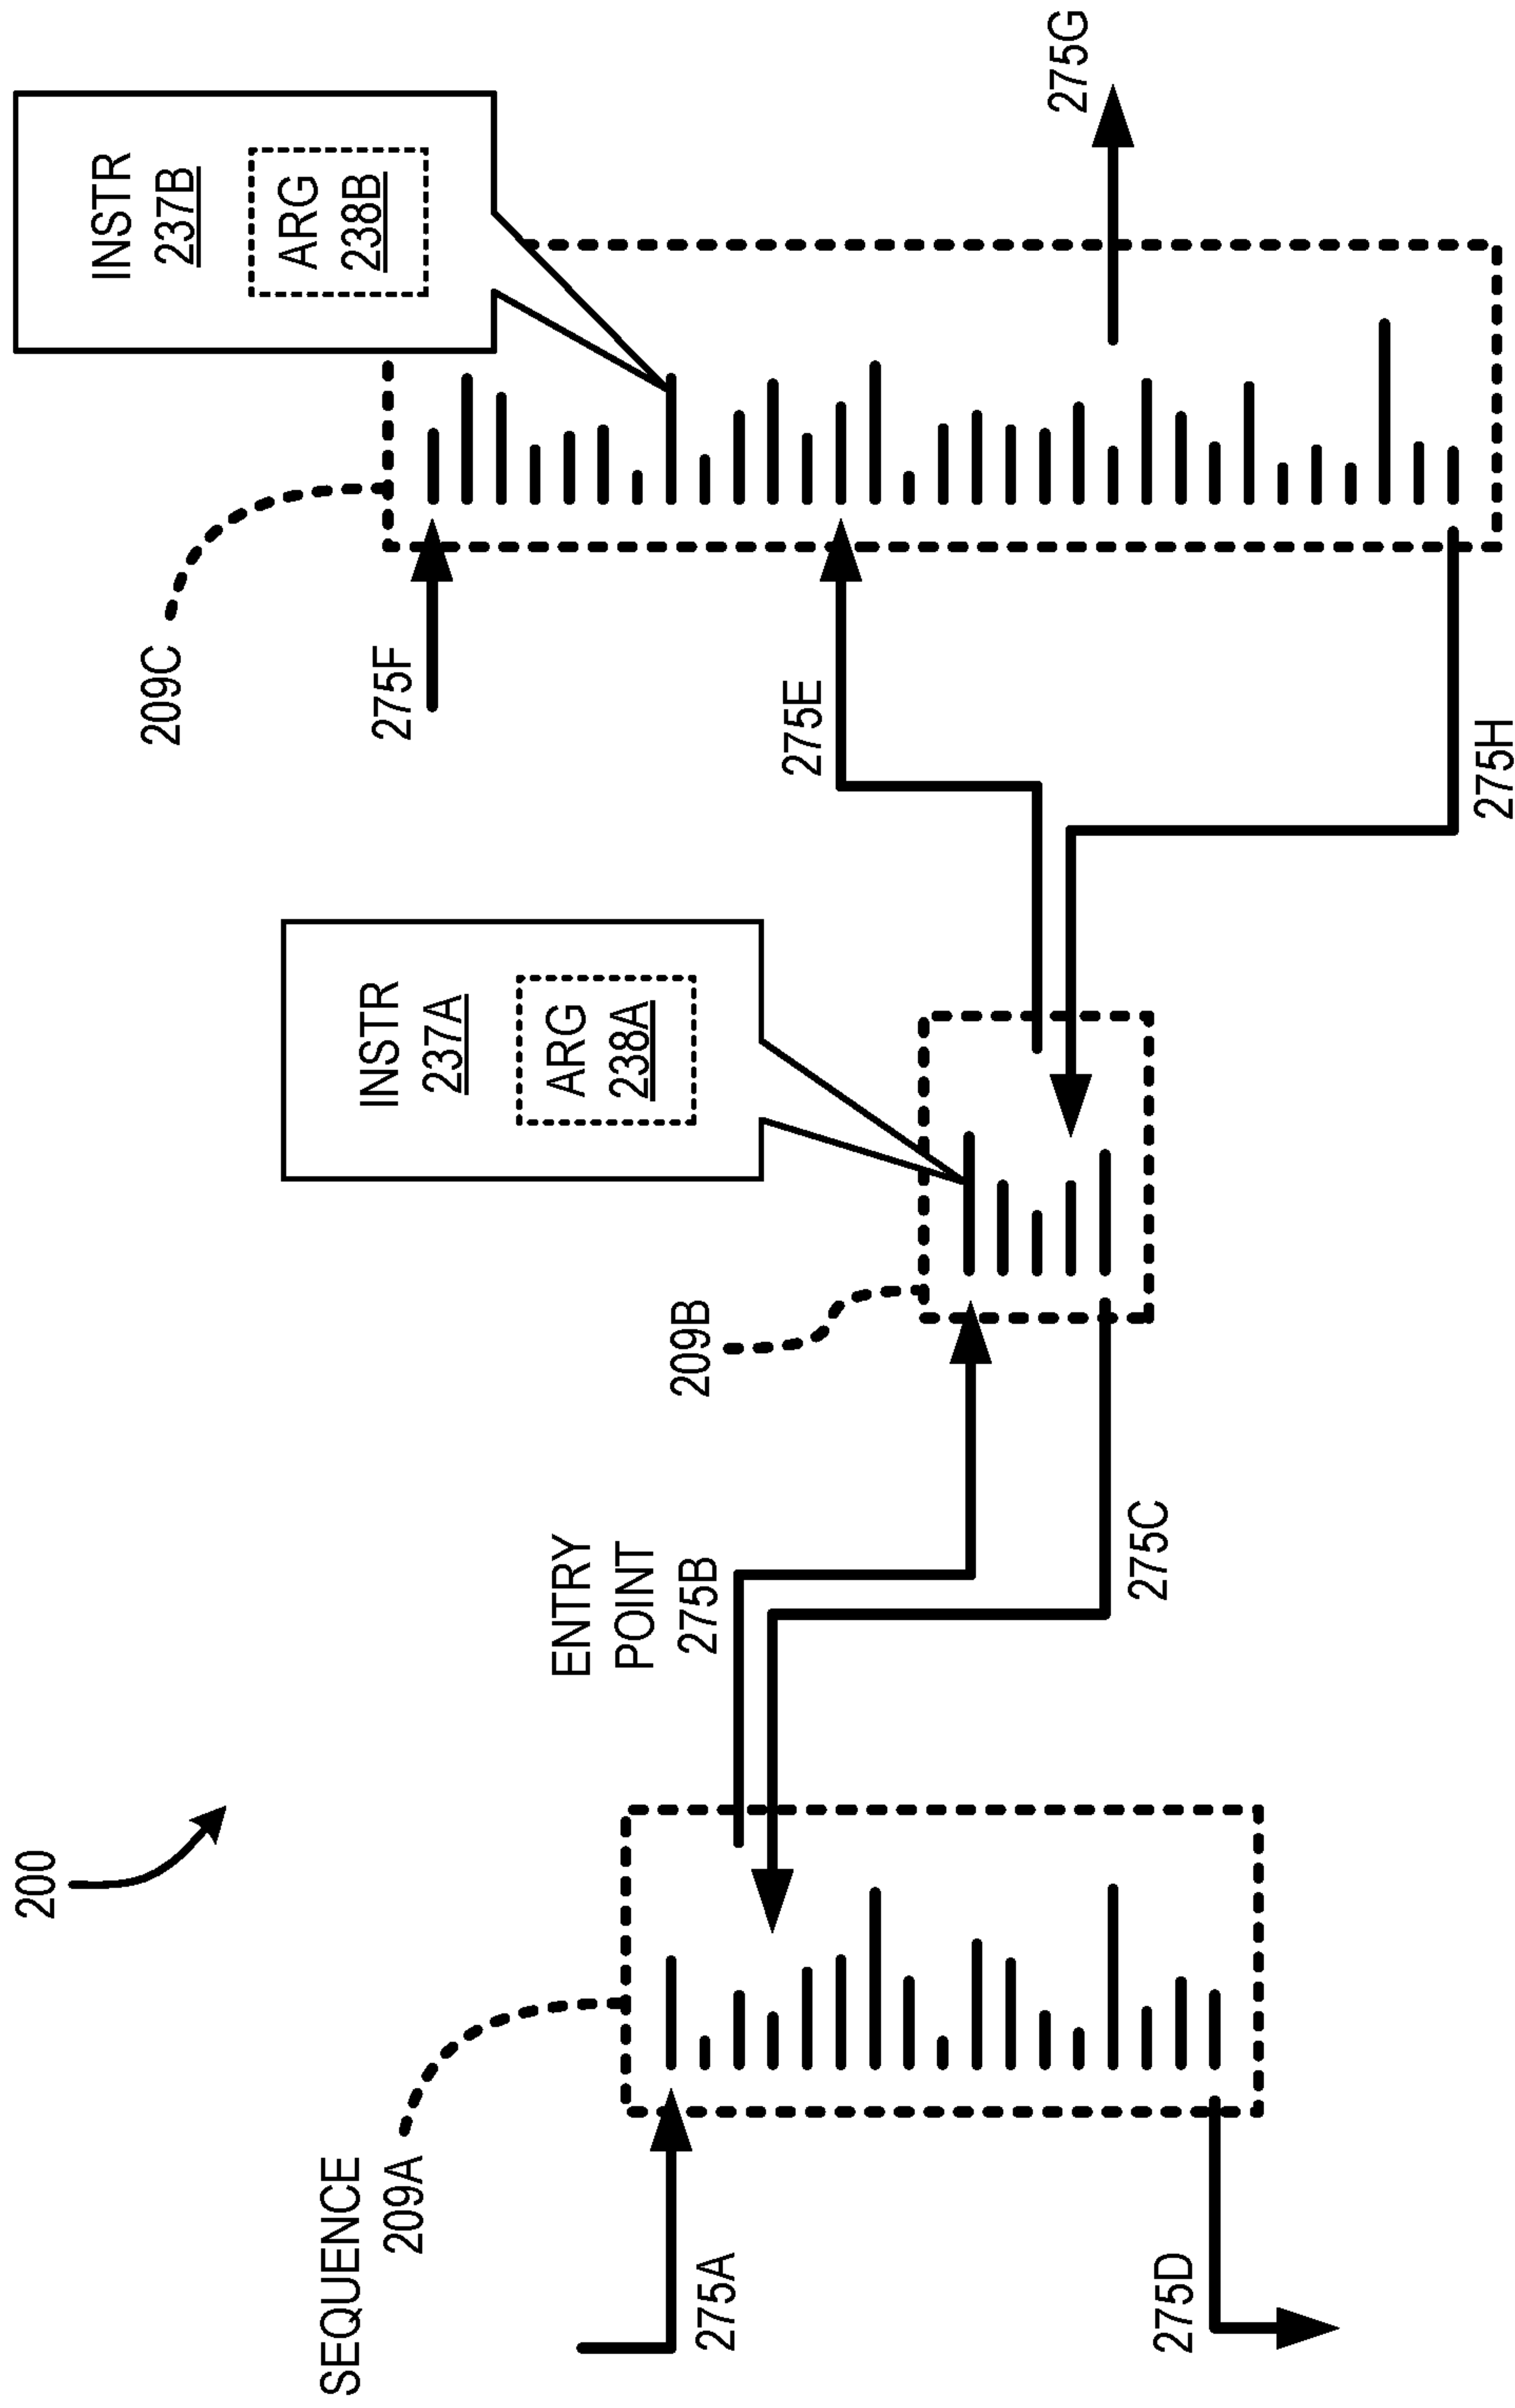 200
SEQUENCE
209A
275A
275D
ENTRY
POINT
275B
275C
209B
INSTR
237A
ARG
238A
209C
275F
275E
275H
INSTR
237B
ARG
238B
275G